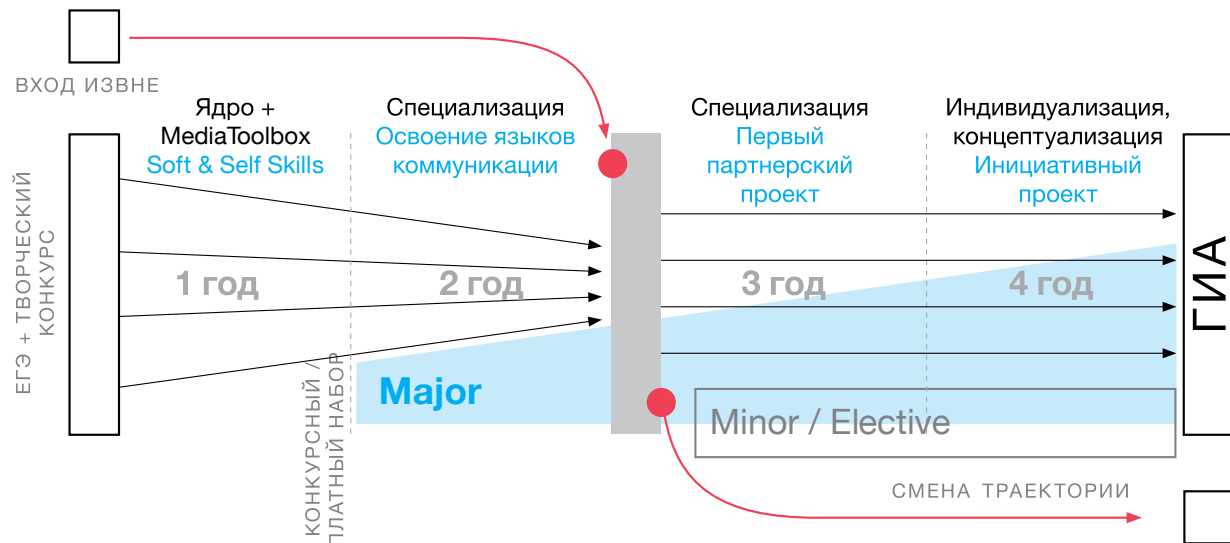 ВХОД ИЗВНЕ
ЕГЭ + ТВОРЧЕСКИЙ
КОНКУРС
Ядро +
MediaToolbox
Soft & Self Skills
Специализация
Освоение языков
коммуникации
Специализация
Первый
партнерский
проект
Индивидуализация,
концептуализация
Инициативный
проект
1 год
2 год
3 год
4 год
ГИА
КОНКУРСНЫЙ /
ПЛАТНЫЙ НАБОР
Major
Minor / Elective
СМЕНА ТРАЕКТОРИИ